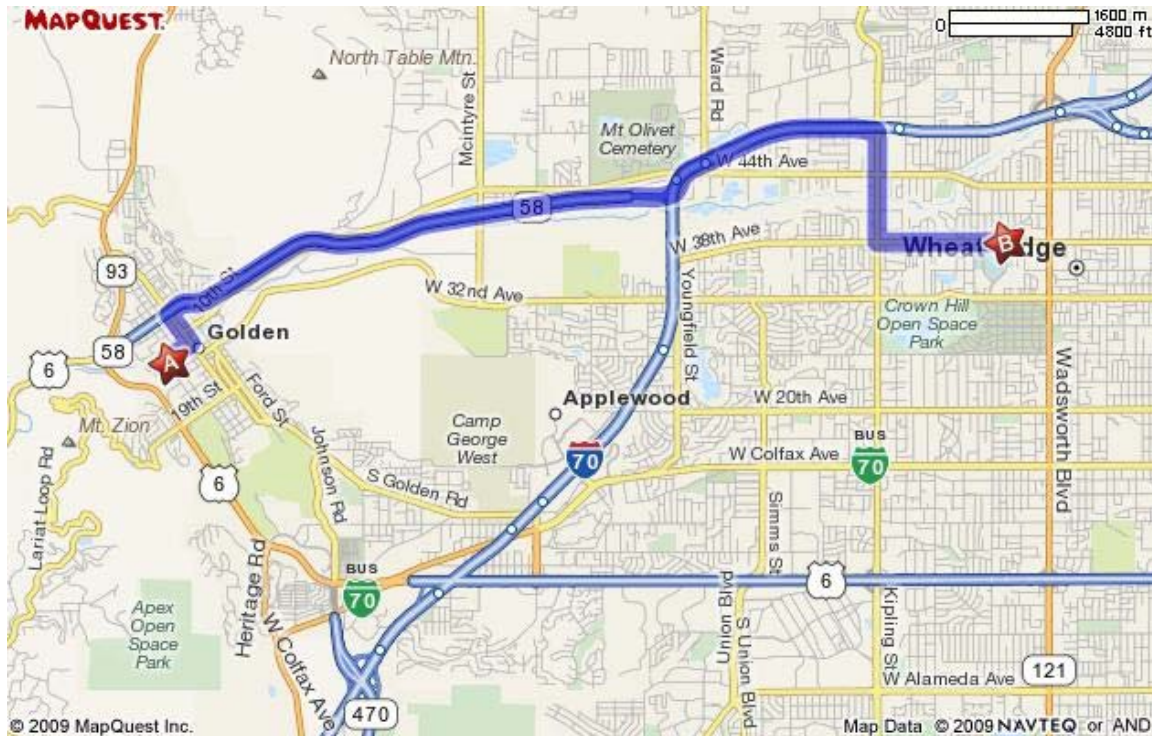 MAPQUEST.
0
1600 m
4800 ft
North Table Mtn.
Mcintyre St
Ward Rd
Mt Olivet
Cemetery
W 44th Ave
58
W 38th Ave
B
93
10th St
W 32nd Ave
Youngfield St
Crown Hill
Open Space
Park
Golden
58
6
A
19th St
Ford St
Applewood
Wadsworth Blvd
W 20th Ave
Mt. Zion
Camp
George
West
BUS
70
70
W Colfax Ave
Johnson Rd
S Golden Rd
6
Lariat Loop Rd
Simms St
Heritage Rd
BUS
70
6
Apex
Open
Space
Park
W Colfax Ave
Union Blvd
S Union Blvd
Kipling St
121
W Alameda Ave
470
© 2009 MapQuest Inc.
Map Data © 2009 NAVTEQ or AND